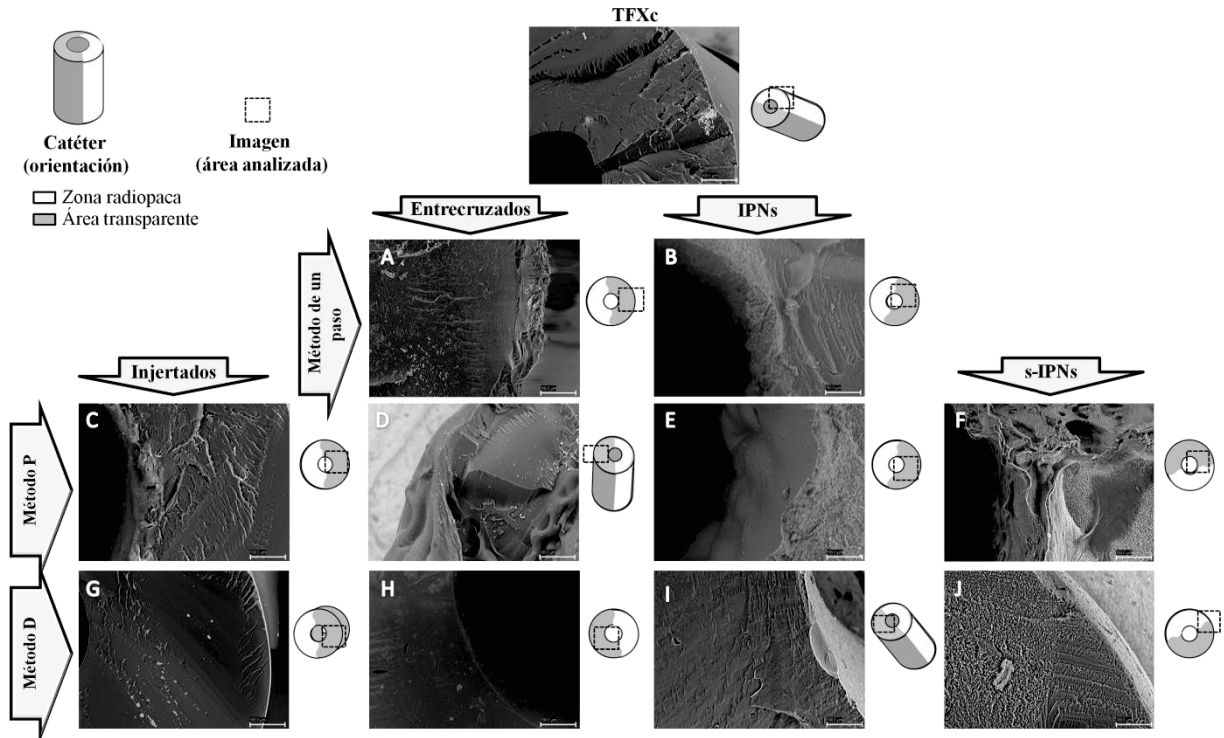 TFXc
Catéter
(orientación)
Imagen
(área analizada)
Zona radiopaca
Área transparente
Entrecruzados
IPNs
Método de un
paso
A
B
Injertados
s-IPNs
Método P
C
D
E
F
Método D
G
H
I
J